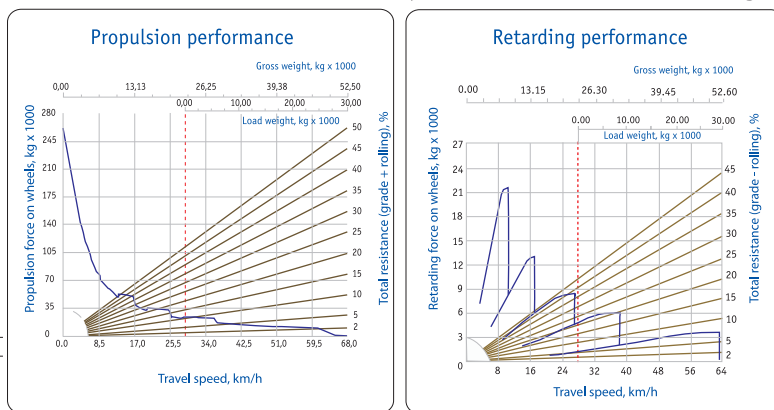 Propulsion performance
Gross weight, kg x 1000
0,00 13,13 26,25 39,38 52,50
0,00 10,00 20,00 30,00
Load weight, kg x 1000
Propulsion force on wheels, kg x 1000
280
245
210
175
140
105
70
35
0
50
45
40
35
30
25
20
15
10
5
2
Total resistance (grade + rolling), %
0.0 8,5 17,0 25,5 34,0 42,5 51,0 59,5 68,0
Travel speed, km/h
Retarding performance
Gross weight, kg x 1000
0.00 13.15 26.30 39.45 52.60
0.00 10.00 20.00 30.00
Load weight, kg x 1000
Retarding force on wheels, kg x 1000
27
24
21
18
15
12
9
6
3
0
45
40
35
30
25
20
15
10
5
2
Total resistance (grade - rolling), %
8 16 24 32 40 48 56 64
Travel speed, km/h